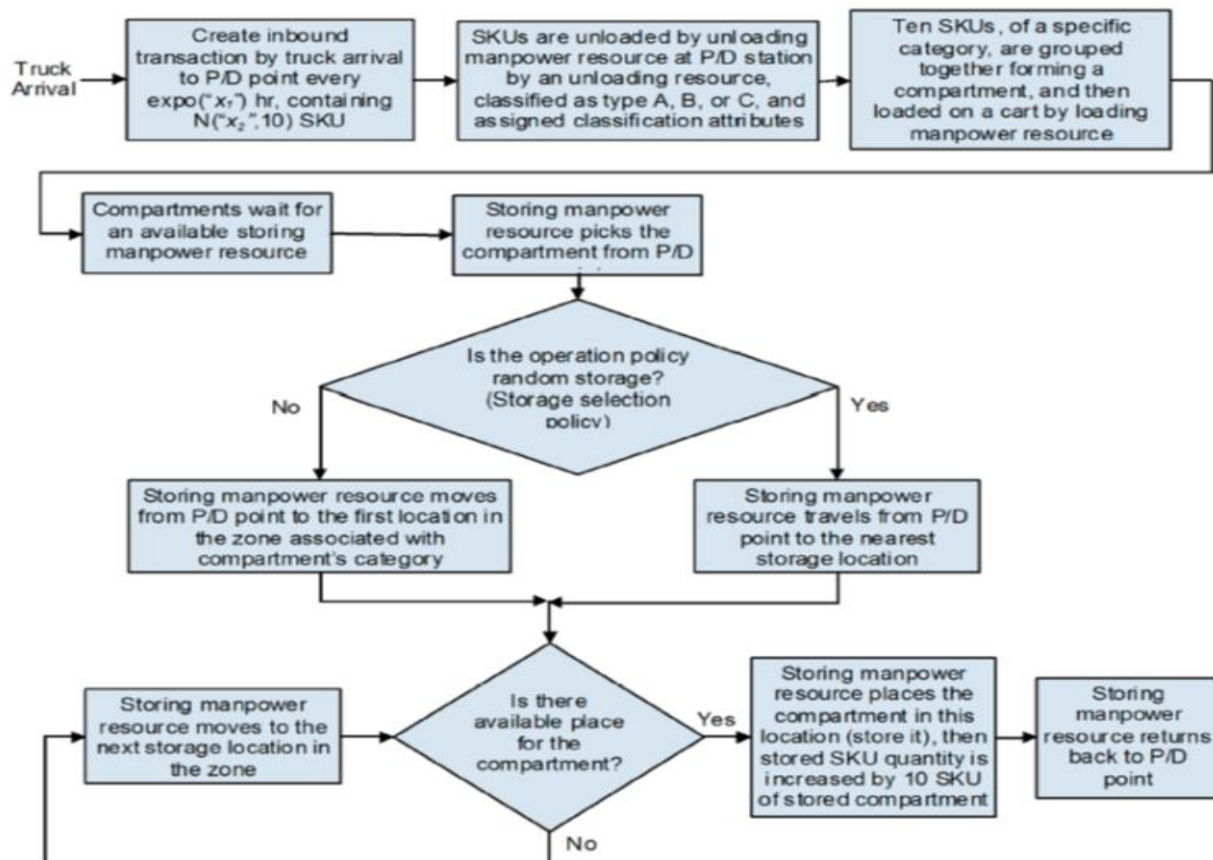 Truck
Arrival
Create inbound
transaction by truck arrival
to P/D point every
expo("x₁") hr, containing
N("x₂",10) SKU
SKUs are unloaded by unloading
manpower resource at P/D station
by an unloading resource,
classified as type A, B, or C, and
assigned classification attributes
Ten SKUs, of a specific
category, are grouped
together forming a
compartment, and then
loaded on a cart by loading
manpower resource
Compartments wait for
an available storing
manpower resource
Storing manpower
resource picks the
compartment from P/D
Is the operation policy
random storage?
(Storage selection
policy)
No
Yes
Storing manpower resource moves
from P/D point to the first location in
the zone associated with
compartment's category
Storing manpower
resource travels from P/D
point to the nearest
storage location
Storing manpower
resource moves to the
next storage location in
the zone
Is there
available place
for the
compartment?
Yes
No
Storing manpower
resource places the
compartment in this
location (store it), then
stored SKU quantity is
increased by 10 SKU
of stored compartment
Storing
manpower
resource returns
back to P/D
point